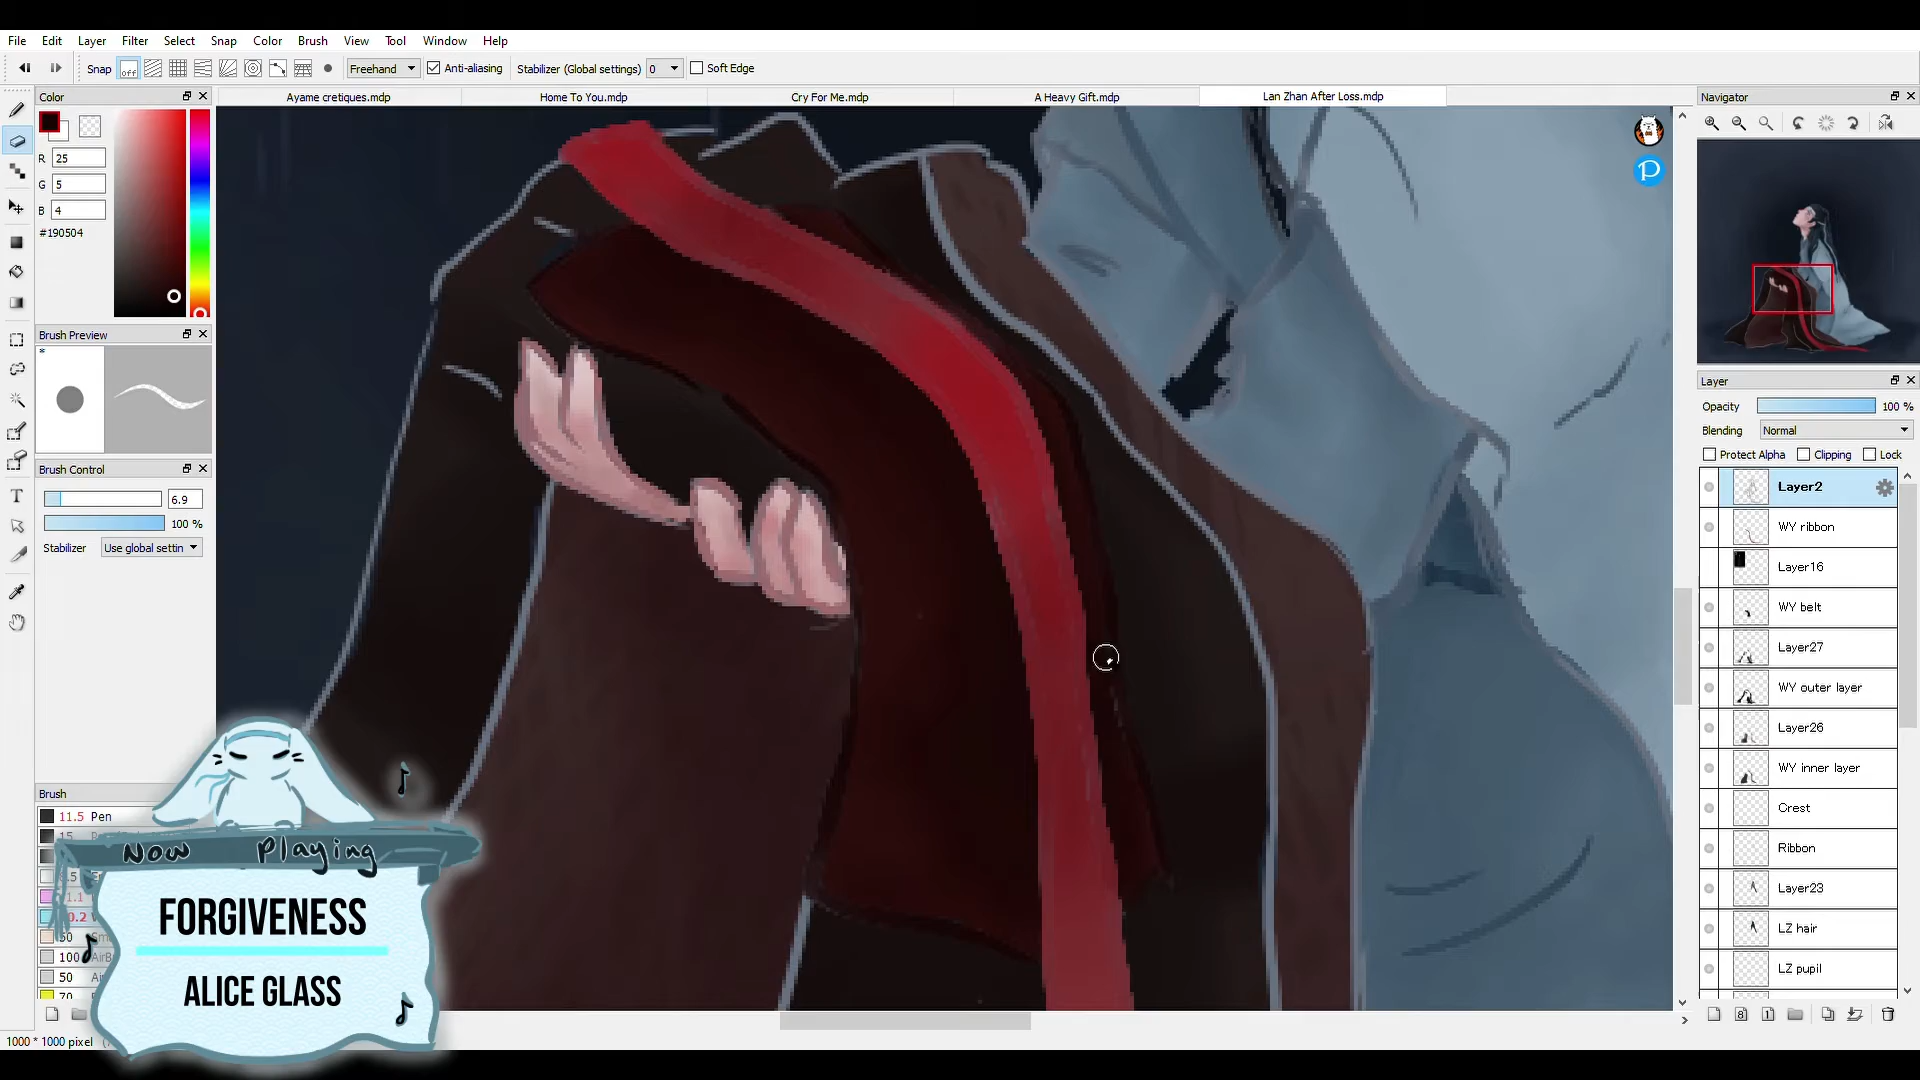 File Edit Layer Filter Select Snap Color Brush View Tool Window Help
Snap off Freehand Anti-aliasing Stabilizer (Global settings) 0 Soft Edge
Color
Ayame cretiques.mdp
Home To You.mdp
Cry For Me.mdp
A Heavy Gift.mdp
Lan Zhan After Loss.mdp
Navigator
R 25
G 5
B 4
#190504
Brush Preview
*
Brush Control
6.9
100 %
Stabilizer Use global settin
Brush
11.5 Pen
15
50
100
50
70
1000 * 1000 pixel
Now Playing
FORGIVENESS
ALICE GLASS
P
Layer
Opacity 100 %
Blending Normal
Protect Alpha Clipping Lock
Layer2
WY ribbon
Layer16
WY belt
Layer27
WY outer layer
Layer26
WY inner layer
Crest
Ribbon
Layer23
LZ hair
LZ pupil